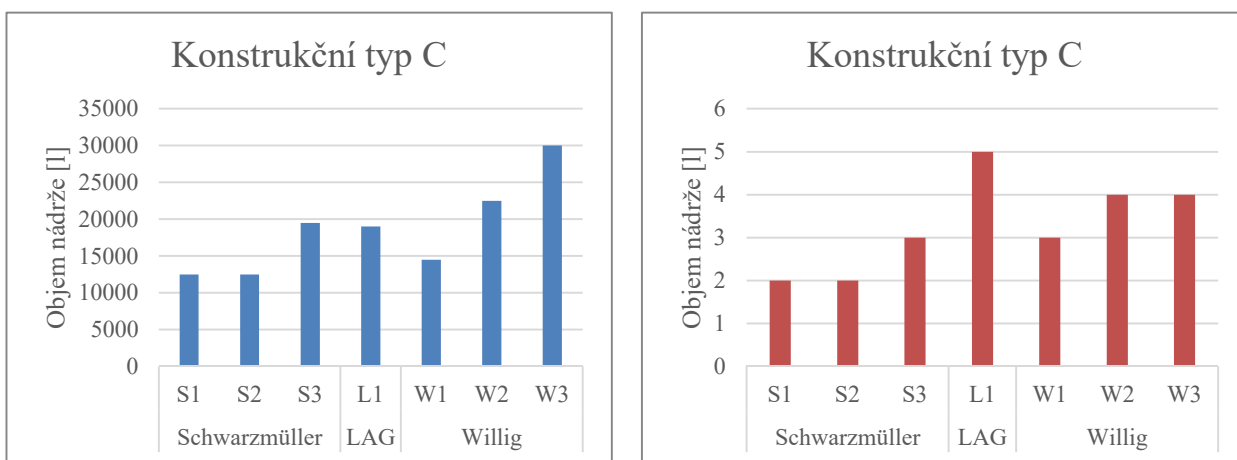 Konstrukční typ C
Objem nádrže [l]
35000
30000
25000
20000
15000
10000
5000
0
S1 S2 S3 L1 W1 W2 W3
Schwarzmüller LAG Willig
Konstrukční typ C
Objem nádrže [l]
6
5
4
3
2
1
0
S1 S2 S3 L1 W1 W2 W3
Schwarzmüller LAG Willig